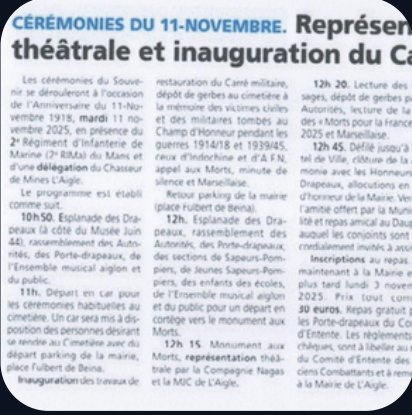 CÉRÉMONIES DU 11-NOVEMBRE. Représen
théâtrale et inauguration du Ca
Les cérémonies du Souve-
nir se dérouleront à l'occasion
de l'Anniversaire du 11-No-
vembre 1918, mardi 11 no-
vembre 2025, en présence du
2e Régiment d'Infanterie de
Marine (2e RIMa) du Mans et
d'une délégation du Chasseur
de Mines L'Aigle.
Le programme est établi
comme suit.
10h50. Esplanade des Dra-
peaux (à côté du Musée Juin
44), rassemblement des Auto-
rités, des Porte-drapeaux, de
l'Ensemble musical aiglon et
du public.
11h. Départ en car pour
les cérémonies habituelles au
cimetière. Un car sera mis à dis-
position des personnes désirant
se rendre au Cimetière avec du
départ parking de la mairie,
place Fulbert de Beina.
Inauguration des travaux de
restauration du Carré militaire,
dépôt de gerbes au cimetière à
la mémoire des victimes civiles
et des militaires tombés au
Champ d'Honneur pendant les
guerres 1914/18 et 1939/45,
ceux d'Indochine et d'A.F.N,
appel aux Morts, minute de
silence et Marseillaise.
Retour parking de la mairie
(place Fulbert de Beina).
12h. Esplanade des Dra-
peaux, rassemblement des
Autorités, des Porte-drapeaux,
des sections de Sapeurs-Pom-
piers, de Jeunes Sapeurs-Pom-
piers, des enfants des écoles,
de l'Ensemble musical aiglon
et du public pour un départ en
cortège vers le monument aux
Morts.
12h 15. Monument aux
Morts, représentation théâ-
trale par la Compagnie Nagas
et la MJC de L'Aigle.
12h 20. Lecture des
sages, dépôt de gerbes p
Autorités, lecture de la
des « Morts pour la France
2025 et Marseillaise.
12h 45. Défilé jusqu'à
tel de Ville, clôture de la
monie avec les Honneurs
Drapeaux, allocutions en
d'honneur de la Mairie. Ver
l'amitié offert par la Muni
lité et repas amical au Daup
auquel les conjoints sont
cordialement invités à asso
Inscriptions au repas
maintenant à la Mairie e
plus tard lundi 3 novem
2025. Prix tout com
30 euros. Repas gratuit p
les Porte-drapeaux du Co
d'Entente. Les règlements
chèques, sont à libeller au
du Comité d'Entente des
ciens Combattants et à reme
à la Mairie de L'Aigle.